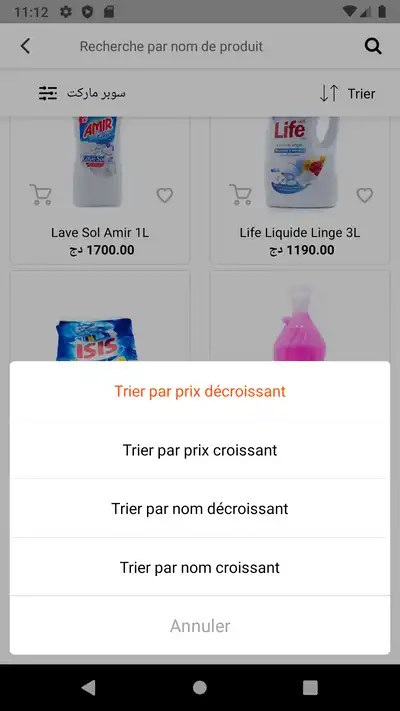 11:12
Recherche par nom de produit
سوبر ماركت
Trier
AMIR
Life
Lave Sol Amir 1L
Life Liquide Linge 3L
1700.00 دج
1190.00 دج
ISIS
Trier par prix décroissant
Trier par prix croissant
Trier par nom décroissant
Trier par nom croissant
Annuler